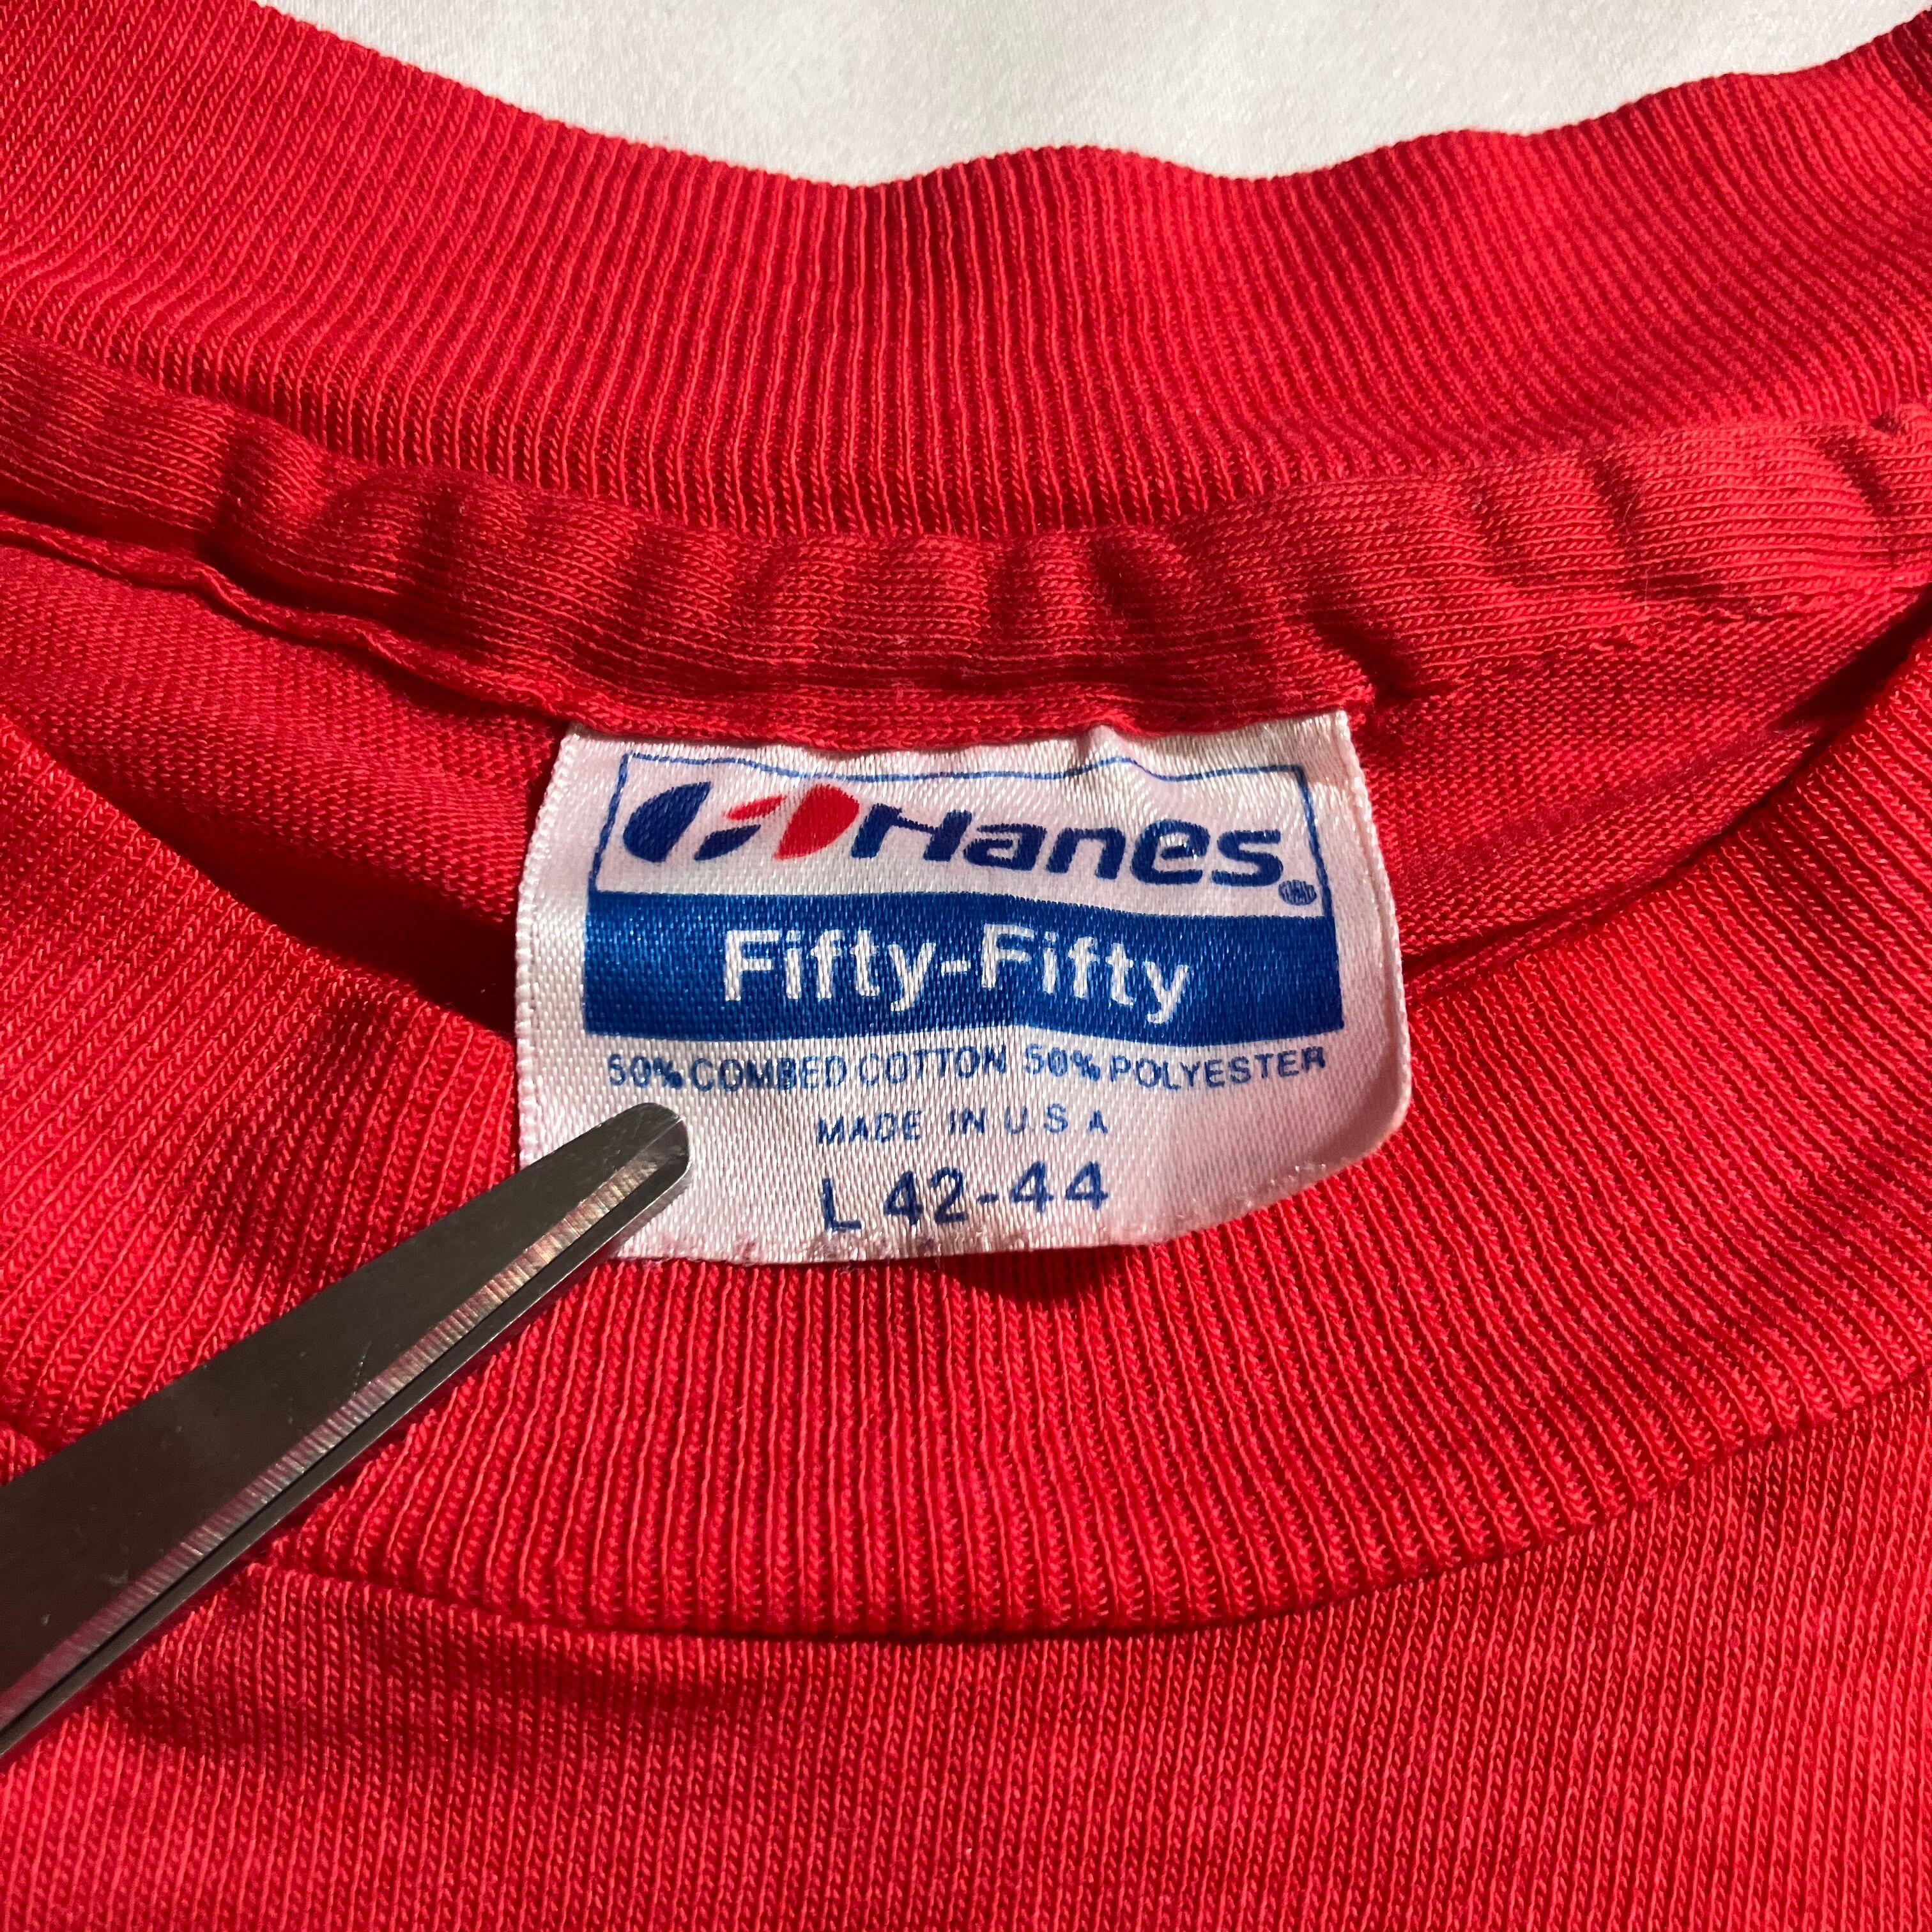 Hanes
Fifty-Fifty
50% COMBED COTTON 50% POLYESTER
MADE IN U.S A
L 42-44